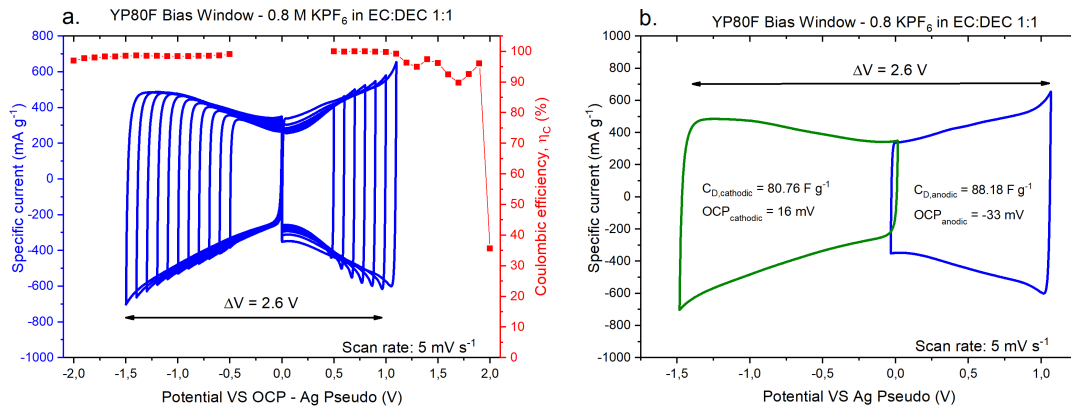 a.
YP80F Bias Window - 0.8 M KPF₆ in EC:DEC 1:1
800
600
400
200
0
-200
-400
-600
-800
-1000
Specific current (mA g⁻¹)
100
95
90
85
80
75
70
65
60
55
50
45
40
35
30
25
20
15
10
5
0
Coulombic efficiency, ηC (%)
ΔV = 2.6 V
Scan rate: 5 mV s⁻¹
-2,0 -1,5 -1,0 -0,5 0,0 0,5 1,0 1,5 2,0
Potential VS OCP - Ag Pseudo (V)
b.
YP80F Bias Window - 0.8 KPF₆ in EC:DEC 1:1
800
600
400
200
0
-200
-400
-600
-800
-1000
Specific current (mA g⁻¹)
ΔV = 2.6 V
C_D,cathodic = 80.76 F g⁻¹
OCP_cathodic = 16 mV
C_D,anodic = 88.18 F g⁻¹
OCP_anodic = -33 mV
Scan rate: 5 mV s⁻¹
-1,5 -1,0 -0,5 0,0 0,5 1,0
Potential VS Ag Pseudo (V)